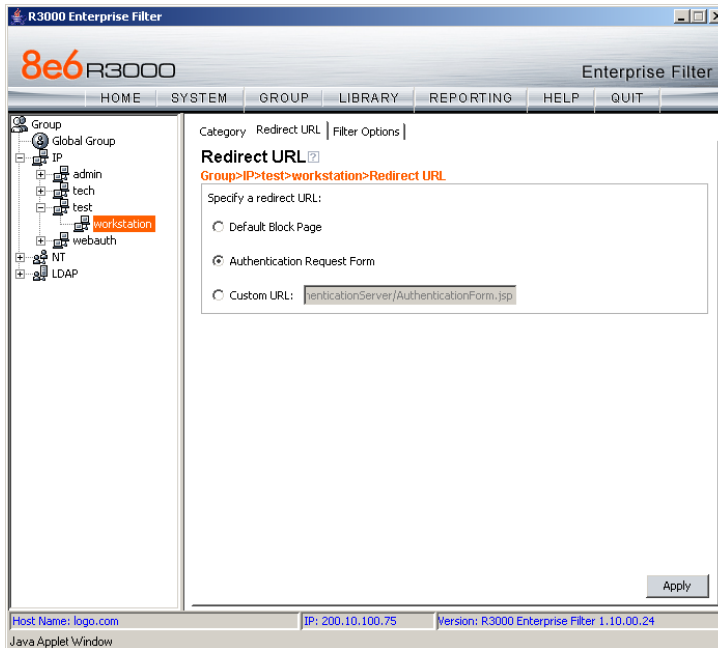 R3000 Enterprise Filter
8e6 R3000
Enterprise Filter
HOME SYSTEM GROUP LIBRARY REPORTING HELP QUIT
Group
Global Group
IP
admin
tech
test
workstation
webauth
NT
LDAP
Category Redirect URL Filter Options
Redirect URL
Group>IP>test>workstation>Redirect URL
Specify a redirect URL:
Default Block Page
Authentication Request Form
Custom URL: henticationServer/AuthenticationForm.jsp
Apply
Host Name: logo.com IP: 200.10.100.75 Version: R3000 Enterprise Filter 1.10.00.24
Java Applet Window